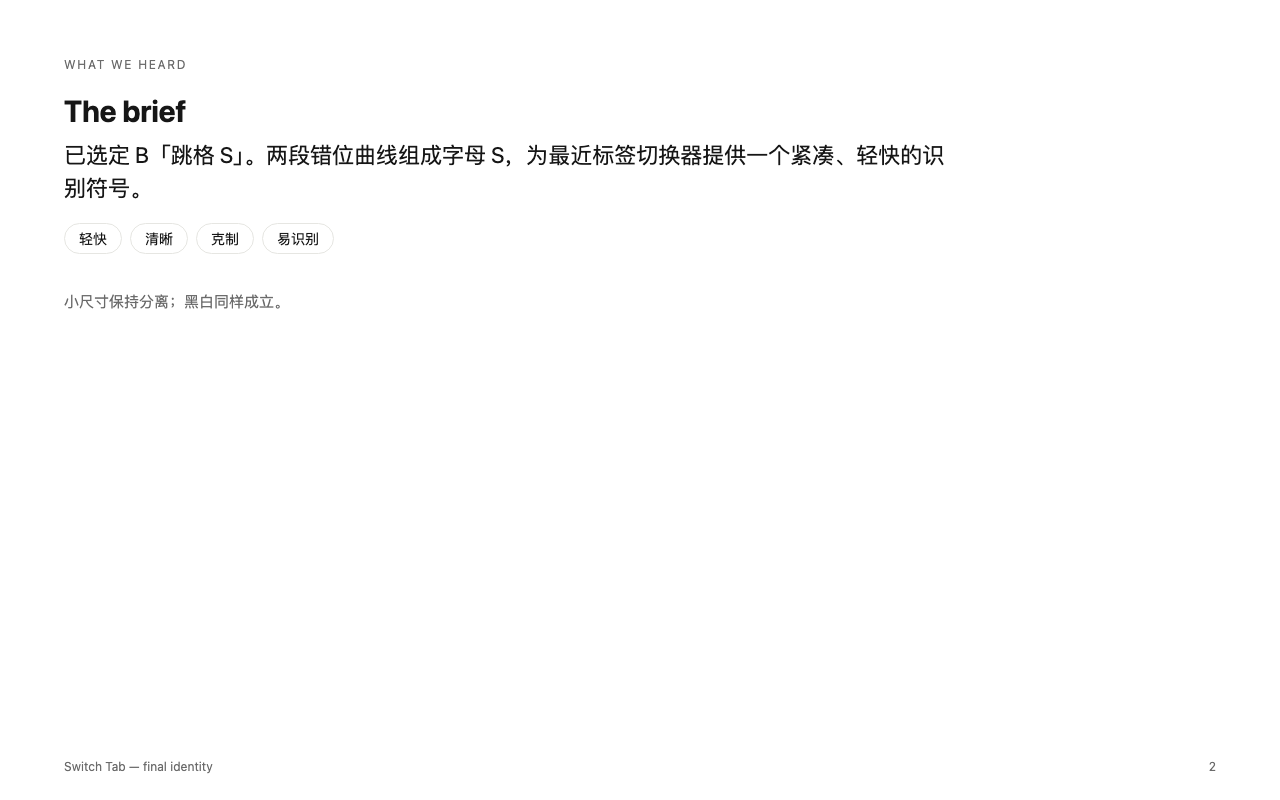 WHAT WE HEARD
The brief
已选定 B「跳格 S」。两段错位曲线组成字母 S，为最近标签切换器提供一个紧凑、轻快的识
别符号。
轻快 清晰 克制 易识别
小尺寸保持分离；黑白同样成立。
Switch Tab — final identity 2